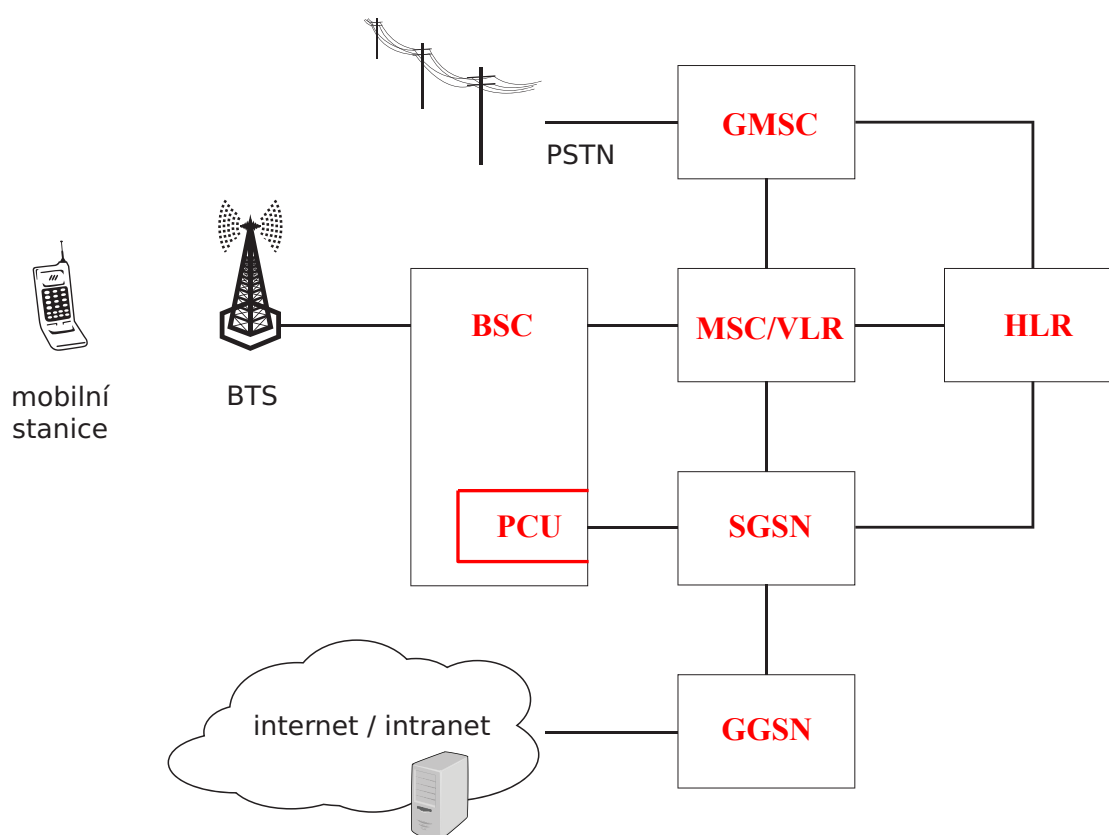 GMSC
PSTN
BSC
MSC/VLR
HLR
mobilní
stanice
BTS
PCU
SGSN
internet / intranet
GGSN